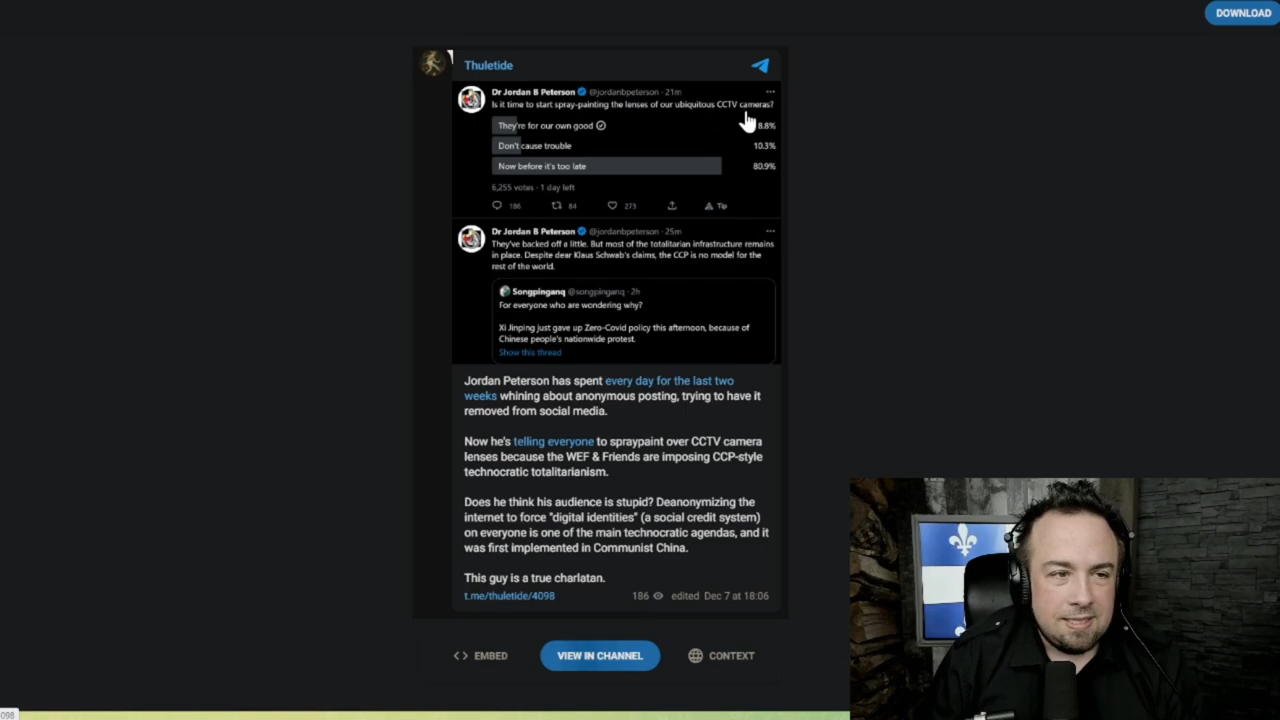 DOWNLOAD
Thuletide
Dr Jordan B Peterson @jordanbpeterson · 21m
Is it time to start spray-painting the lenses of our ubiquitous CCTV cameras?
They're for our own good 8.8%
Don't cause trouble 10.3%
Now before it's too late 80.9%
6,255 votes · 1 day left
186 84 273 Tip
Dr Jordan B Peterson @jordanbpeterson · 25m
They've backed off a little. But most of the totalitarian infrastructure remains
in place. Despite dear Klaus Schwab's claims, the CCP is no model for the
rest of the world.
Songpinganq @songpinganq · 2h
For everyone who are wondering why?
Xi Jinping just gave up Zero-Covid policy this afternoon, because of
Chinese people's nationwide protest.
Show this thread
Jordan Peterson has spent every day for the last two
weeks whining about anonymous posting, trying to have it
removed from social media.
Now he's telling everyone to spraypaint over CCTV camera
lenses because the WEF & Friends are imposing CCP-style
technocratic totalitarianism.
Does he think his audience is stupid? Deanonymizing the
internet to force "digital identities" (a social credit system)
on everyone is one of the main technocratic agendas, and it
was first implemented in Communist China.
This guy is a true charlatan.
t.me/thuletide/4098 186 edited Dec 7 at 18:06
EMBED VIEW IN CHANNEL CONTEXT
098